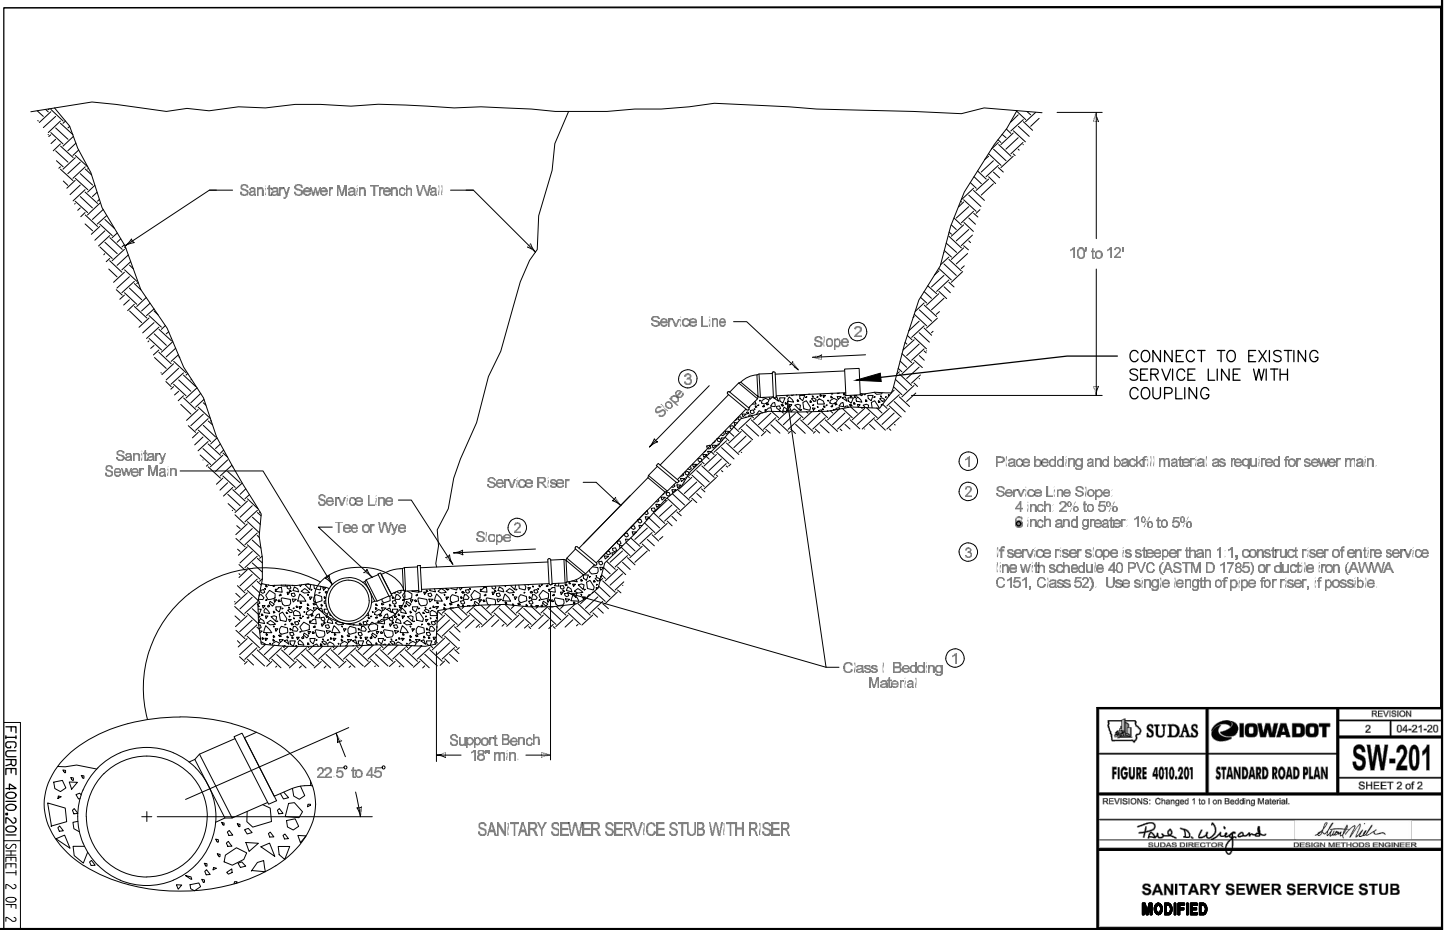 Sanitary Sewer Main Trench Wall
10' to 12'
Service Line
Slope 2
CONNECT TO EXISTING
SERVICE LINE WITH
COUPLING
Slope 3
Sanitary
Sewer Main
Service Line
Tee or Wye
Slope 2
Service Riser
1 Place bedding and backfill material as required for sewer main.
2 Service Line Slope:
4 inch: 2% to 5%
6 inch and greater: 1% to 5%
3 If service riser slope is steeper than 1:1, construct riser of entire service
line with schedule 40 PVC (ASTM D 1785) or ductile iron (AWWA
C151, Class 52). Use single length of pipe for riser, if possible.
Class I Bedding 1
Material
Support Bench
18" min.
22.5° to 45°
SANITARY SEWER SERVICE STUB WITH RISER
FIGURE 4010.201 SHEET 2 OF 2
SUDAS
IOWADOT
REVISION
2 04-21-20
FIGURE 4010.201
STANDARD ROAD PLAN
SW-201
SHEET 2 of 2
REVISIONS: Changed 1 to I on Bedding Material.
Paul D. Wiegand
SUDAS DIRECTOR
DESIGN METHODS ENGINEER
SANITARY SEWER SERVICE STUB
MODIFIED